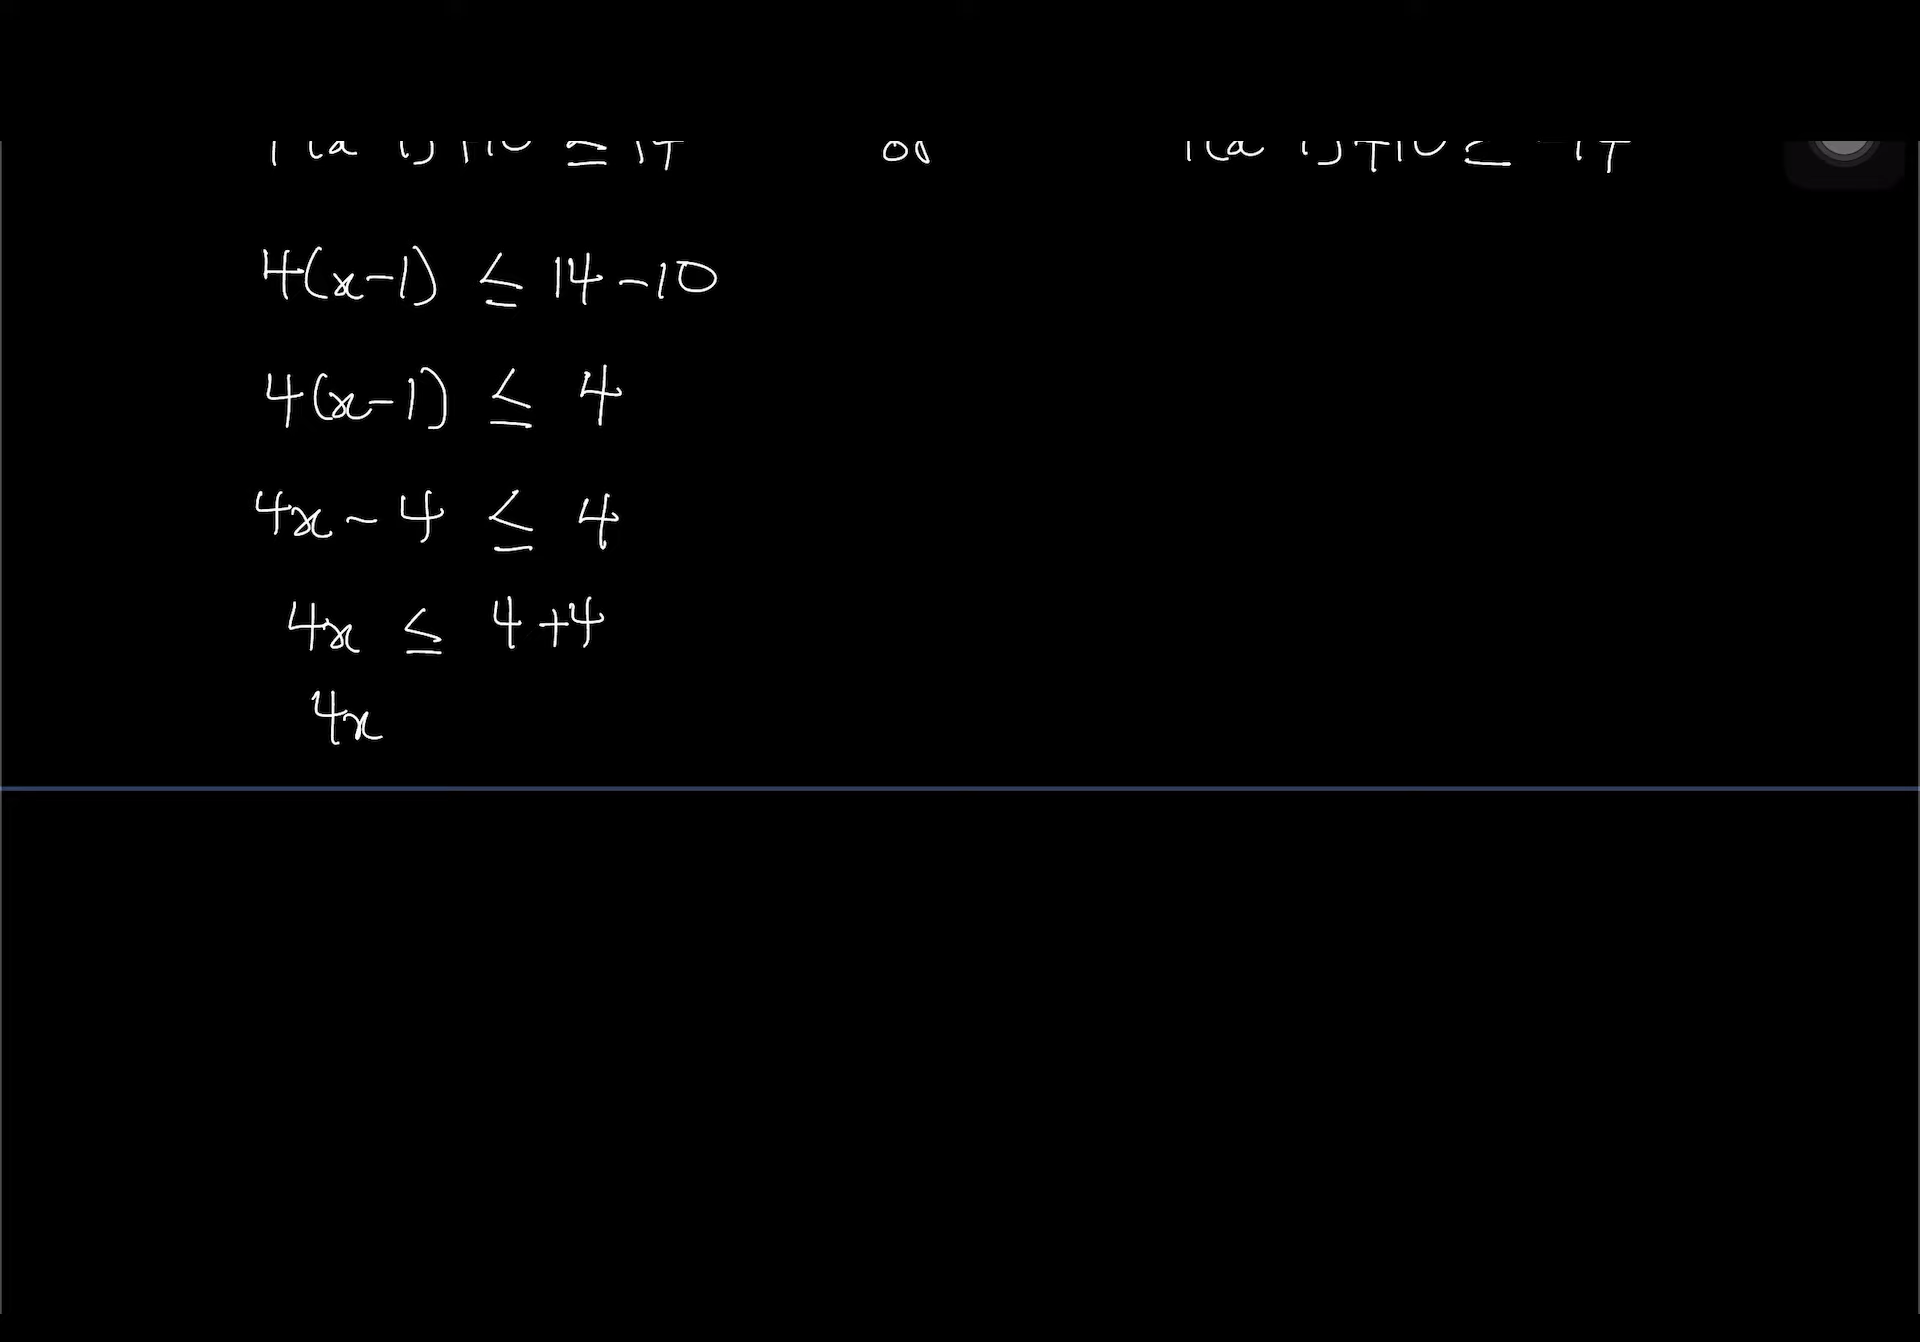 4(x-1) ≤ 14-10
4(x-1) ≤ 4
4x - 4 ≤ 4
4x ≤ 4+4
4x